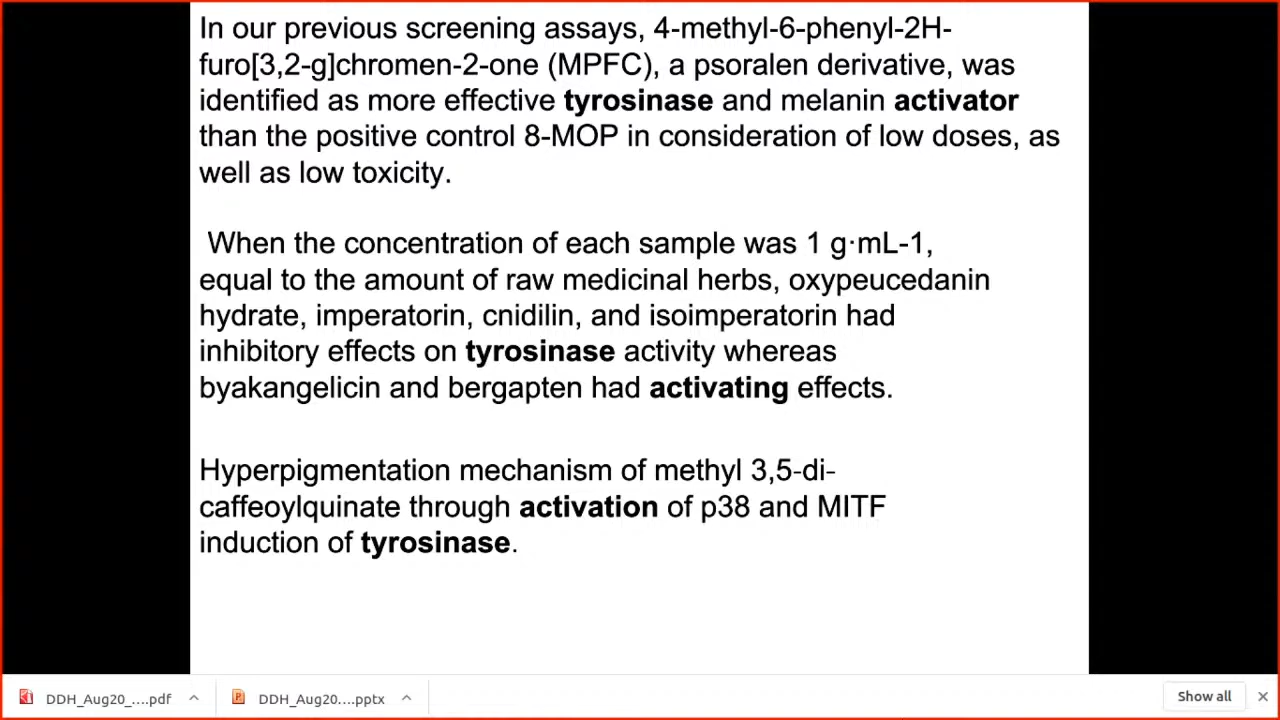 In our previous screening assays, 4-methyl-6-phenyl-2H-
furo[3,2-g]chromen-2-one (MPFC), a psoralen derivative, was
identified as more effective tyrosinase and melanin activator
than the positive control 8-MOP in consideration of low doses, as
well as low toxicity.
When the concentration of each sample was 1 g·mL-1,
equal to the amount of raw medicinal herbs, oxypeucedanin
hydrate, imperatorin, cnidilin, and isoimperatorin had
inhibitory effects on tyrosinase activity whereas
byakangelicin and bergapten had activating effects.
Hyperpigmentation mechanism of methyl 3,5-di-
caffeoylquinate through activation of p38 and MITF
induction of tyrosinase.
DDH_Aug20_....pdf
DDH_Aug20....pptx
Show all